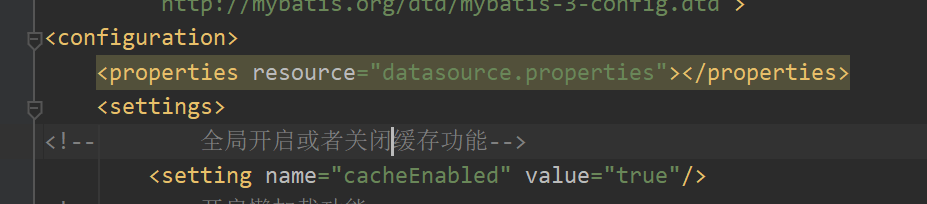 http://mybatis.org/dtd/mybatis-3-config.dtd">
<configuration>
<properties resource="datasource.properties"></properties>
<settings>
<!-- 全局开启或者关闭缓存功能-->
<setting name="cacheEnabled" value="true"/>